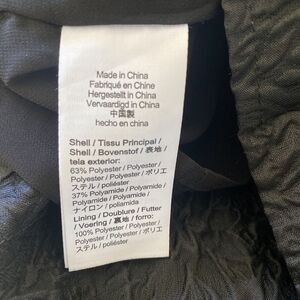 Made in China
Fabriqué en Chine
Hergestellt in China
Vervaardigd in China
中国製
hecho en china
Shell / Tissu Principal /
Shell / Bovenstof / 表地 /
tela exterior:
63% Polyester / Polyester /
Polyester / Polyester / ポリエ
ステル / poliéster
37% Polyamide / Polyamide /
Polyamid / Polyamide /
ナイロン / poliamida
Lining / Doublure / Futter
/ Voering / 裏地 / forro:
100% Polyester / Polyester /
Polyester / Polyester / ポリエ
ステル / poliéster